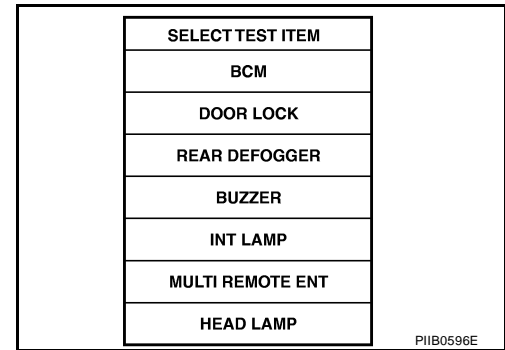 SELECT TEST ITEM
BCM
DOOR LOCK
REAR DEFOGGER
BUZZER
INT LAMP
MULTI REMOTE ENT
HEAD LAMP
PIIB0596E